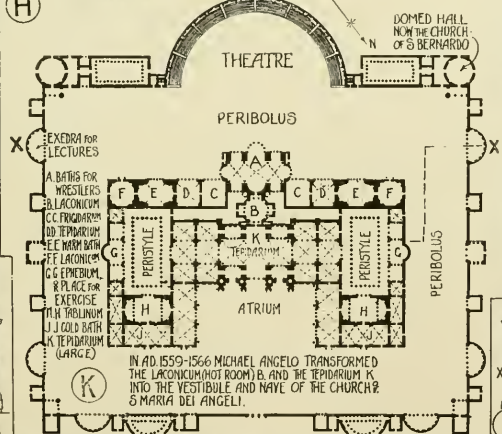 H
DOMED HALL
NOW THE CHURCH
OF S BERNARDO
N
THEATRE
PERIBOLUS
X
X
EXEDRA FOR
LECTURES
A. BATHS FOR
WRESTLERS
B. LACONICUM
C C. FRIGIDARIUM
D D TEPIDARIUM
E E WARM BATH
F F LACONICUM
G G EPHEBIUM
& PLACE FOR
EXERCISE
H.H TABLINUM
J J COLD BATH
K TEPIDARIUM
(LARGE)
A
F E D C
C D E F
B
K
TEPIDARIUM
G
PERISTYLE
PERISTYLE
G
PERIBOLUS
H
ATRIUM
H
J
J
K
IN A.D. 1559-1566 MICHAEL ANGELO TRANSFORMED
THE LACONICUM (HOT ROOM) B. AND THE TEPIDARIUM K
INTO THE VESTIBULE AND NAVE OF THE CHURCH OF
S MARIA DEI ANGELI.
X